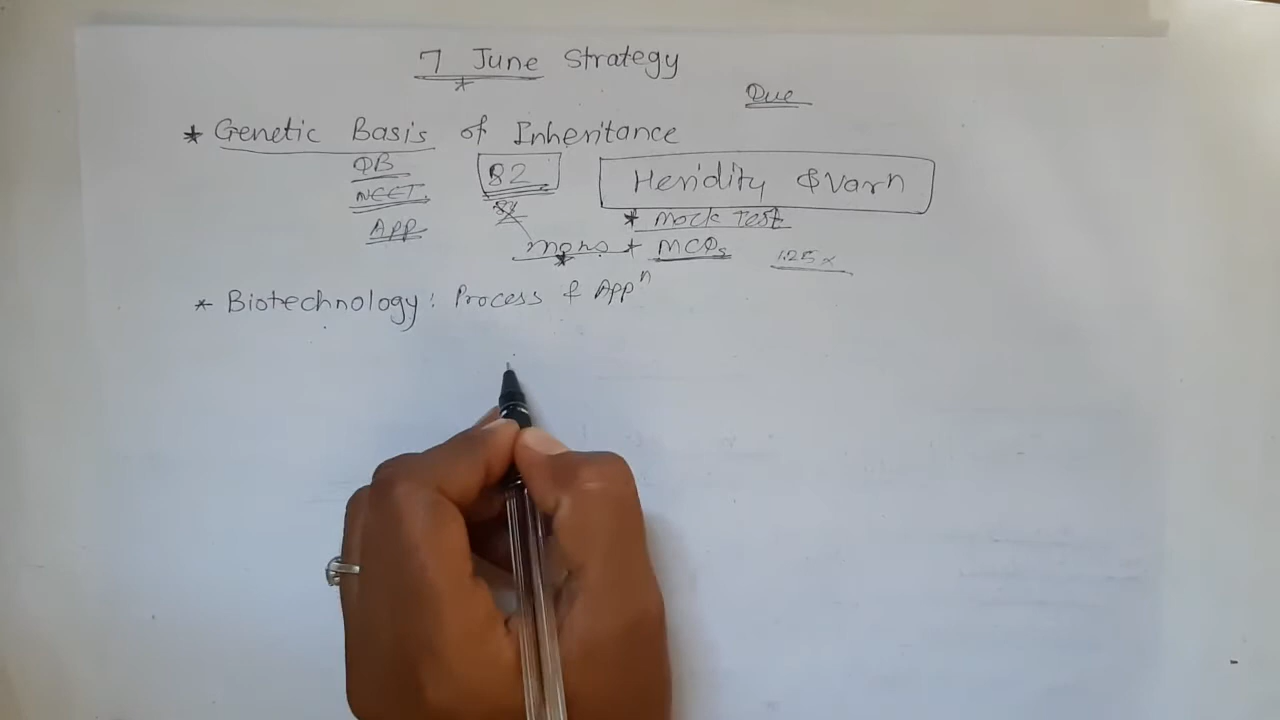 7 June Strategy
Due
* Genetic Basis of Inheritance
QB 82 Heridity & Varn
NEET
* Mock Test
App
mono + MCQs 1.25x
* Biotechnology: Process & Appⁿ